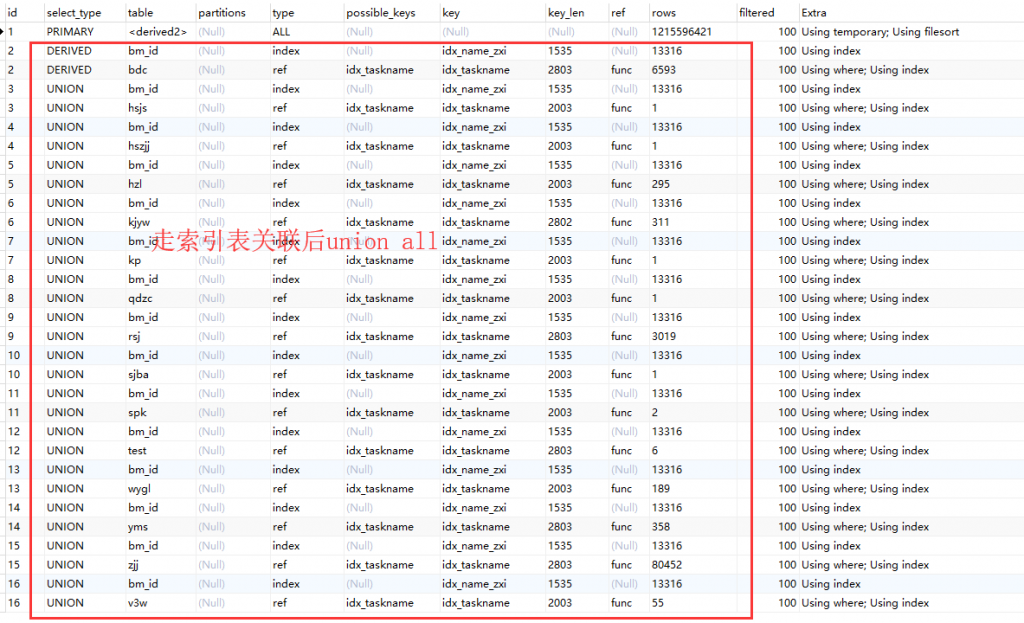 id select_type table partitions type possible_keys key key_len ref rows filtered Extra
1 PRIMARY <derived2> (Null) ALL (Null) (Null) (Null) (Null) 1215596421 100 Using temporary; Using filesort
2 DERIVED bm_id (Null) index (Null) idx_name_zxi 1535 (Null) 13316 100 Using index
2 DERIVED bdc (Null) ref idx_taskname idx_taskname 2803 func 6593 100 Using where; Using index
3 UNION bm_id (Null) index (Null) idx_name_zxi 1535 (Null) 13316 100 Using index
3 UNION hsjs (Null) ref idx_taskname idx_taskname 2003 func 1 100 Using where; Using index
4 UNION bm_id (Null) index (Null) idx_name_zxi 1535 (Null) 13316 100 Using index
4 UNION hszjj (Null) ref idx_taskname idx_taskname 2003 func 1 100 Using where; Using index
5 UNION bm_id (Null) index (Null) idx_name_zxi 1535 (Null) 13316 100 Using index
5 UNION hzl (Null) ref idx_taskname idx_taskname 2003 func 295 100 Using where; Using index
6 UNION bm_id (Null) index (Null) idx_name_zxi 1535 (Null) 13316 100 Using index
6 UNION kjyw (Null) ref idx_taskname idx_taskname 2802 func 311 100 Using where; Using index
走索引表关联后union all
7 UNION bm_id (Null) index (Null) idx_name_zxi 1535 (Null) 13316 100 Using index
7 UNION kp (Null) ref idx_taskname idx_taskname 2003 func 1 100 Using where; Using index
8 UNION bm_id (Null) index (Null) idx_name_zxi 1535 (Null) 13316 100 Using index
8 UNION qdzc (Null) ref idx_taskname idx_taskname 2003 func 1 100 Using where; Using index
9 UNION bm_id (Null) index (Null) idx_name_zxi 1535 (Null) 13316 100 Using index
9 UNION rsj (Null) ref idx_taskname idx_taskname 2803 func 3019 100 Using where; Using index
10 UNION bm_id (Null) index (Null) idx_name_zxi 1535 (Null) 13316 100 Using index
10 UNION sjba (Null) ref idx_taskname idx_taskname 2003 func 1 100 Using where; Using index
11 UNION bm_id (Null) index (Null) idx_name_zxi 1535 (Null) 13316 100 Using index
11 UNION spk (Null) ref idx_taskname idx_taskname 2003 func 2 100 Using where; Using index
12 UNION bm_id (Null) index (Null) idx_name_zxi 1535 (Null) 13316 100 Using index
12 UNION test (Null) ref idx_taskname idx_taskname 2803 func 6 100 Using where; Using index
13 UNION bm_id (Null) index (Null) idx_name_zxi 1535 (Null) 13316 100 Using index
13 UNION wygl (Null) ref idx_taskname idx_taskname 2003 func 189 100 Using where; Using index
14 UNION bm_id (Null) index (Null) idx_name_zxi 1535 (Null) 13316 100 Using index
14 UNION yms (Null) ref idx_taskname idx_taskname 2803 func 358 100 Using where; Using index
15 UNION bm_id (Null) index (Null) idx_name_zxi 1535 (Null) 13316 100 Using index
15 UNION zjj (Null) ref idx_taskname idx_taskname 2803 func 80452 100 Using where; Using index
16 UNION bm_id (Null) index (Null) idx_name_zxi 1535 (Null) 13316 100 Using index
16 UNION v3w (Null) ref idx_taskname idx_taskname 2003 func 55 100 Using where; Using index